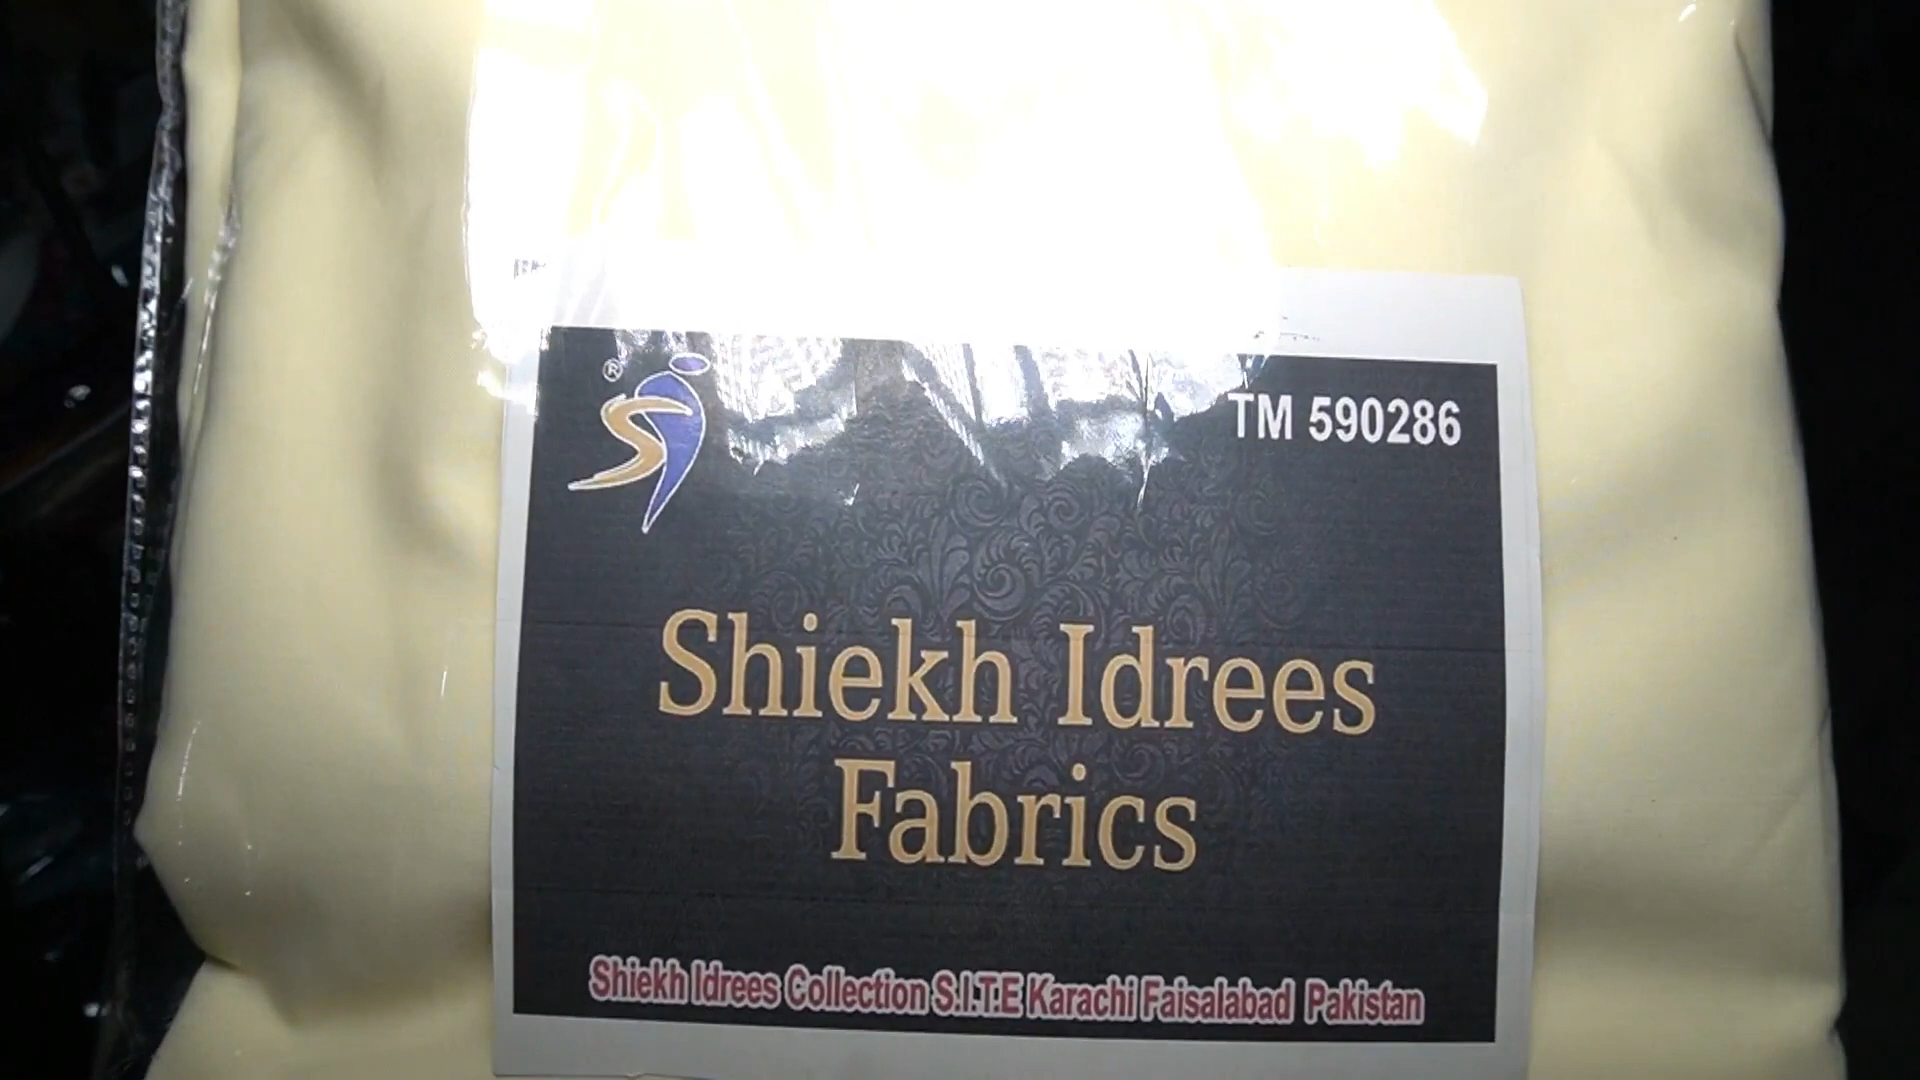 ®
TM 590286
Shiekh Idrees
Fabrics
Shiekh Idrees Collection S.I.T.E Karachi Faisalabad Pakistan